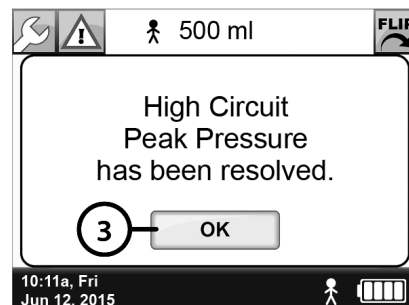 500 ml
FLIP
High Circuit
Peak Pressure
has been resolved.
3
OK
10:11a, Fri
Jun 12, 2015